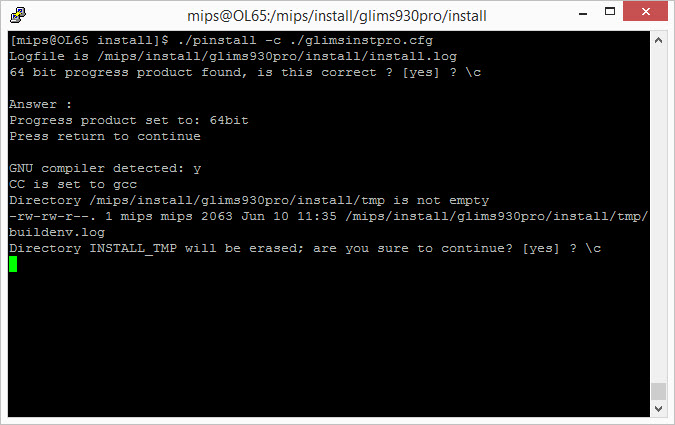 mips@OL65:/mips/install/glims930pro/install
[mips@OL65 install]$ ./pinstall -c ./glimsinstpro.cfg
Logfile is /mips/install/glims930pro/install/install.log
64 bit progress product found, is this correct ? [yes] ? \c
Answer :
Progress product set to: 64bit
Press return to continue
GNU compiler detected: y
CC is set to gcc
Directory /mips/install/glims930pro/install/tmp is not empty
-rw-rw-r--. 1 mips mips 2063 Jun 10 11:35 /mips/install/glims930pro/install/tmp/
buildenv.log
Directory INSTALL_TMP will be erased; are you sure to continue? [yes] ? \c